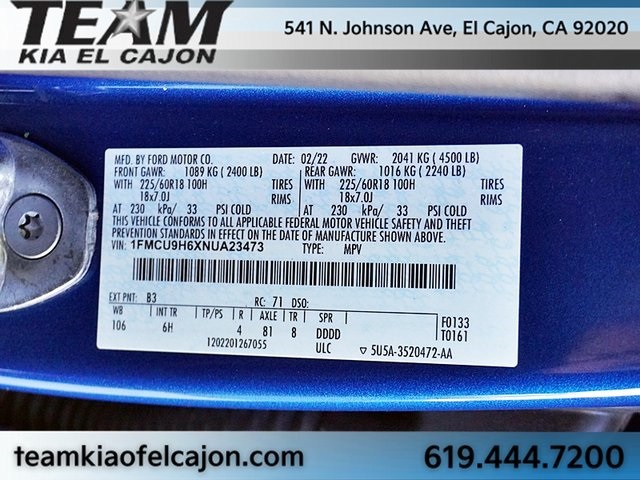 TEAM
KIA EL CAJON
541 N. Johnson Ave, El Cajon, CA 92020
MFD. BY FORD MOTOR CO. DATE: 02/22 GVWR: 2041 KG ( 4500 LB)
FRONT GAWR: 1089 KG ( 2400 LB) REAR GAWR: 1016 KG ( 2240 LB)
WITH 225/60R18 100H TIRES WITH 225/60R18 100H TIRES
18x7.0J RIMS 18x7.0J RIMS
AT 230 kPa/ 33 PSI COLD AT 230 kPa/ 33 PSI COLD
THIS VEHICLE CONFORMS TO ALL APPLICABLE FEDERAL MOTOR VEHICLE SAFETY AND THEFT
PREVENTION STANDARDS IN EFFECT ON THE DATE OF MANUFACTURE SHOWN ABOVE.
VIN: 1FMCU9H6XNUA23473 TYPE: MPV
EXT PNT: B3 RC: 71 DSO:
WB INT TR TP/PS R AXLE TR SPR F0133
106 6H 4 81 8 DDDD T0161
1202201267055 ULC ▽ 5U5A-3520472-AA
teamkiaofelcajon.com 619.444.7200